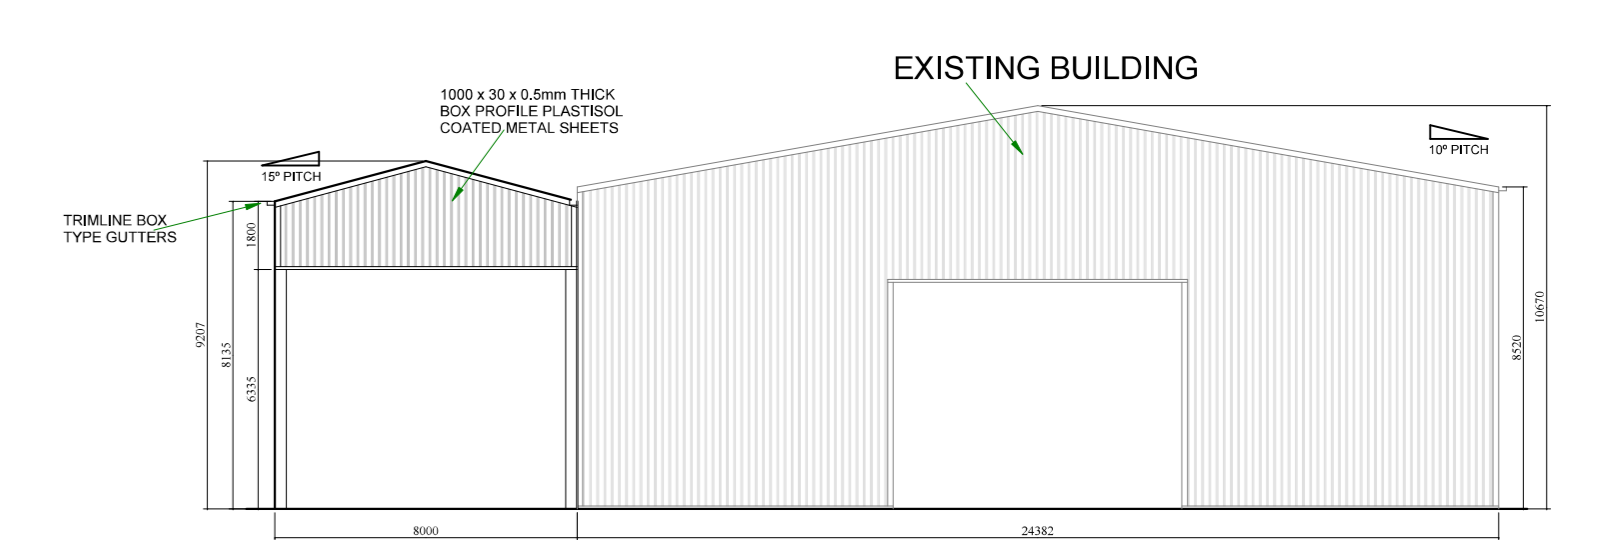 EXISTING BUILDING
1000 x 30 x 0.5mm THICK
BOX PROFILE PLASTISOL
COATED METAL SHEETS
15º PITCH
10º PITCH
TRIMLINE BOX
TYPE GUTTERS
1800
9207
8135
6335
10670
8520
8000
24382